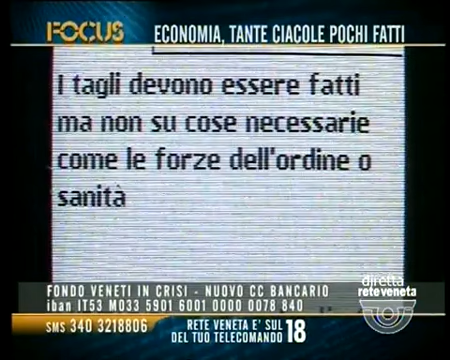 FOCUS
ECONOMIA, TANTE CIACOLE POCHI FATTI
I tagli devono essere fatti
ma non su cose necessarie
come le forze dell'ordine o
sanità
FONDO VENETI IN CRISI - NUOVO CC BANCARIO
iban IT53 M033 5901 6001 0000 0078 840
diretta
reteveneta
SMS 340 3218806
RETE VENETA E' SUL
DEL TUO TELECOMANDO 18